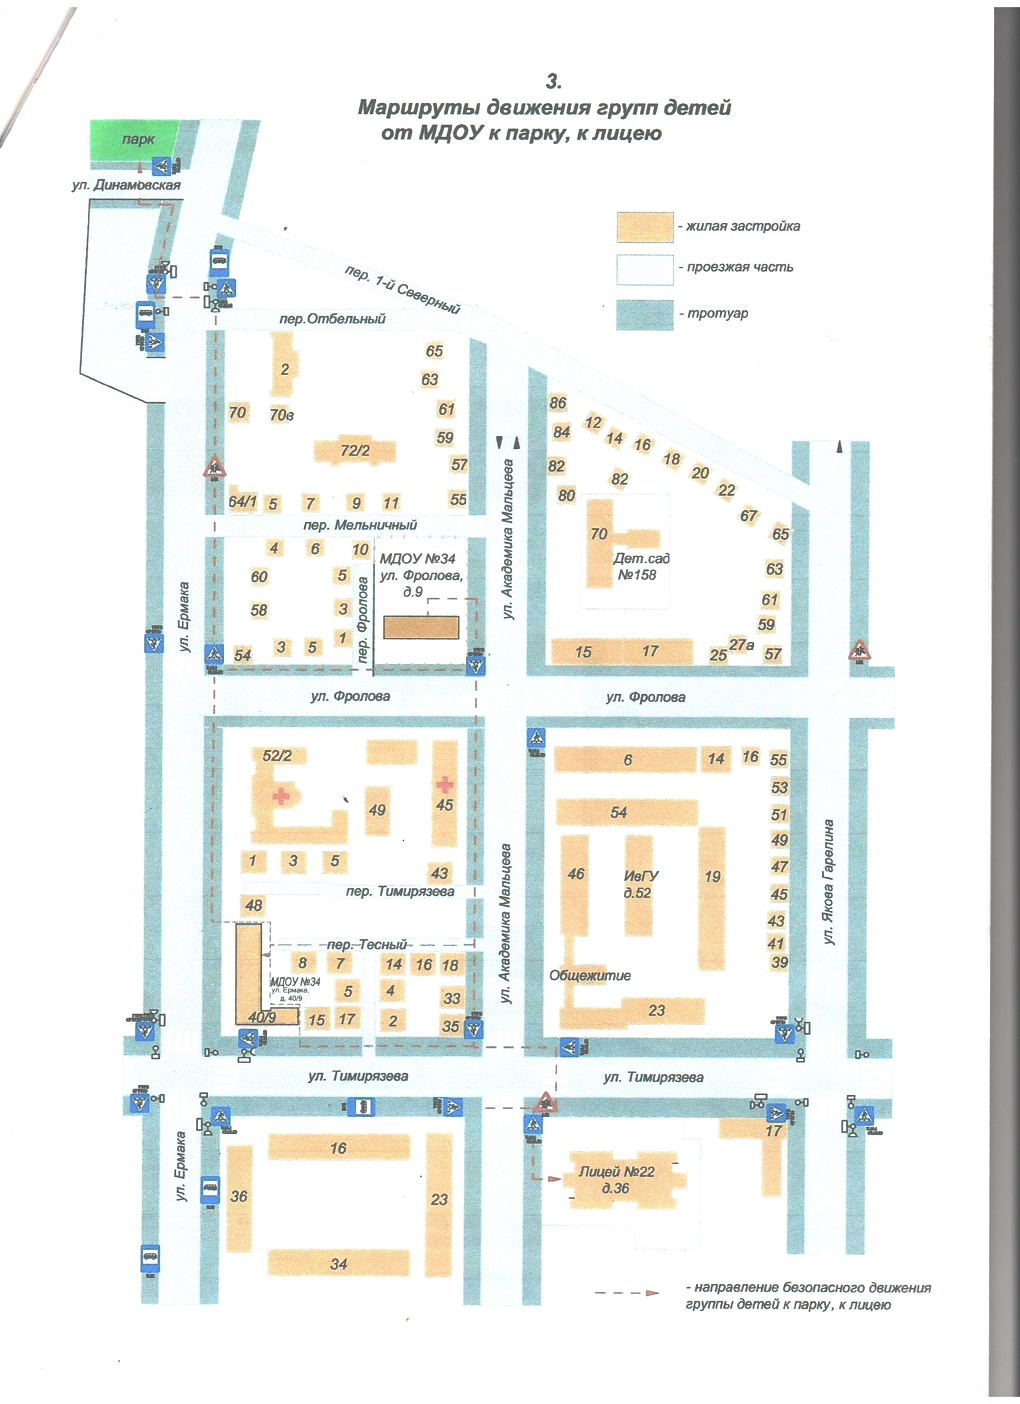 3.
Маршруты движения групп детей
от МДОУ к парку, к лицею
парк
ул. Динамовская
- жилая застройка
- проезжая часть
- тротуар
пер. 1-й Северный
пер.Отбельный
2
65
63
61
59
57
55
70
70в
72/2
64/1
5
7
9
11
86
84
82
80
12
14
16
18
20
22
67
65
82
70
Дет.сад
№158
63
61
59
57
27а
25
15
17
пер. Мельничный
4
6
10
60
58
54
5
3
1
3
5
пер. Фролова
МДОУ №34
ул. Фролова,
д.9
ул. Ермака
ул. Академика Мальцева
ул. Фролова
ул. Фролова
52/2
49
45
43
1
3
5
48
пер. Тимирязева
пер. Тесный
8
7
14
16
18
5
4
33
15
17
2
35
МДОУ №34
ул. Ермака,
д. 40/9
40/9
6
14
16
55
53
51
49
47
45
43
41
39
54
46
ИвГУ
д.52
19
Общежитие
23
ул. Академика Мальцева
ул. Якова Гарелина
ул. Тимирязева
ул. Тимирязева
ул. Ермака
16
36
23
34
17
Лицей №22
д.36
- направление безопасного движения
группы детей к парку, к лицею